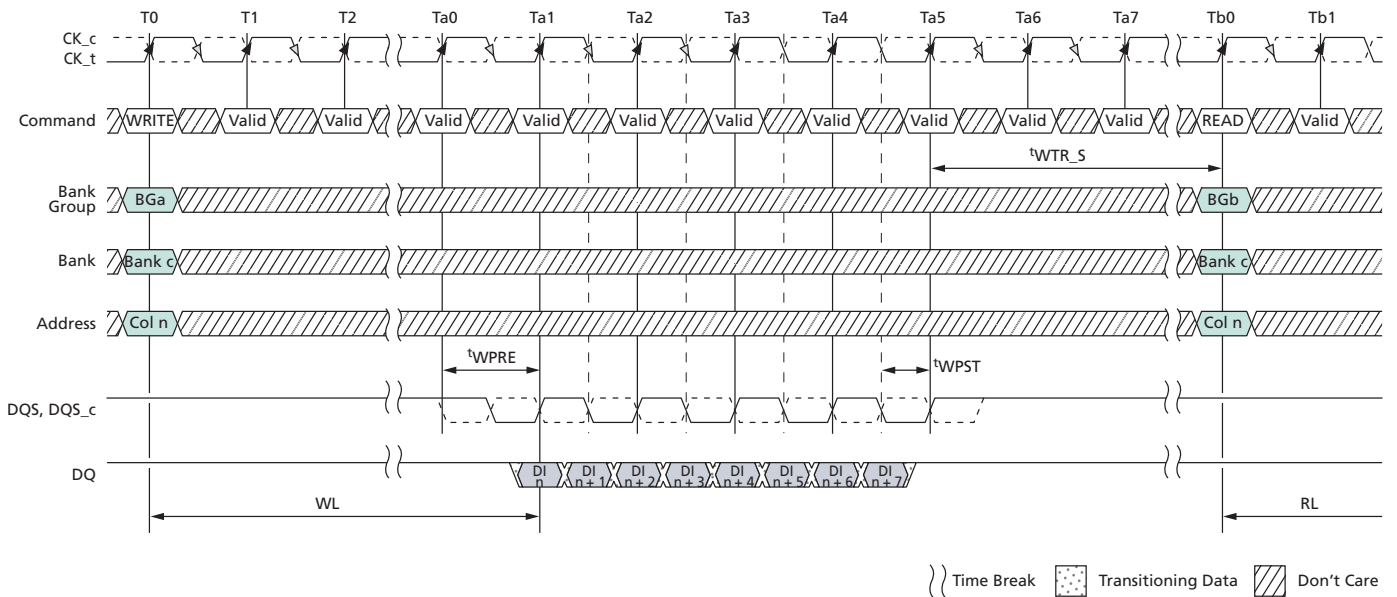 T0 T1 T2 Ta0 Ta1 Ta2 Ta3 Ta4 Ta5 Ta6 Ta7 Tb0 Tb1
CK_c
CK_t
Command WRITE Valid Valid Valid Valid Valid Valid Valid Valid Valid Valid READ Valid
tWTR_S
Bank
Group BGa BGb
Bank Bank c Bank c
Address Col n Col n
tWPRE tWPST
DQS, DQS_c
DQ
DI DI DI DI DI DI DI DI
n n + 1 n + 2 n + 3 n + 4 n + 5 n + 6 n + 7
WL RL
Time Break Transitioning Data Don't Care